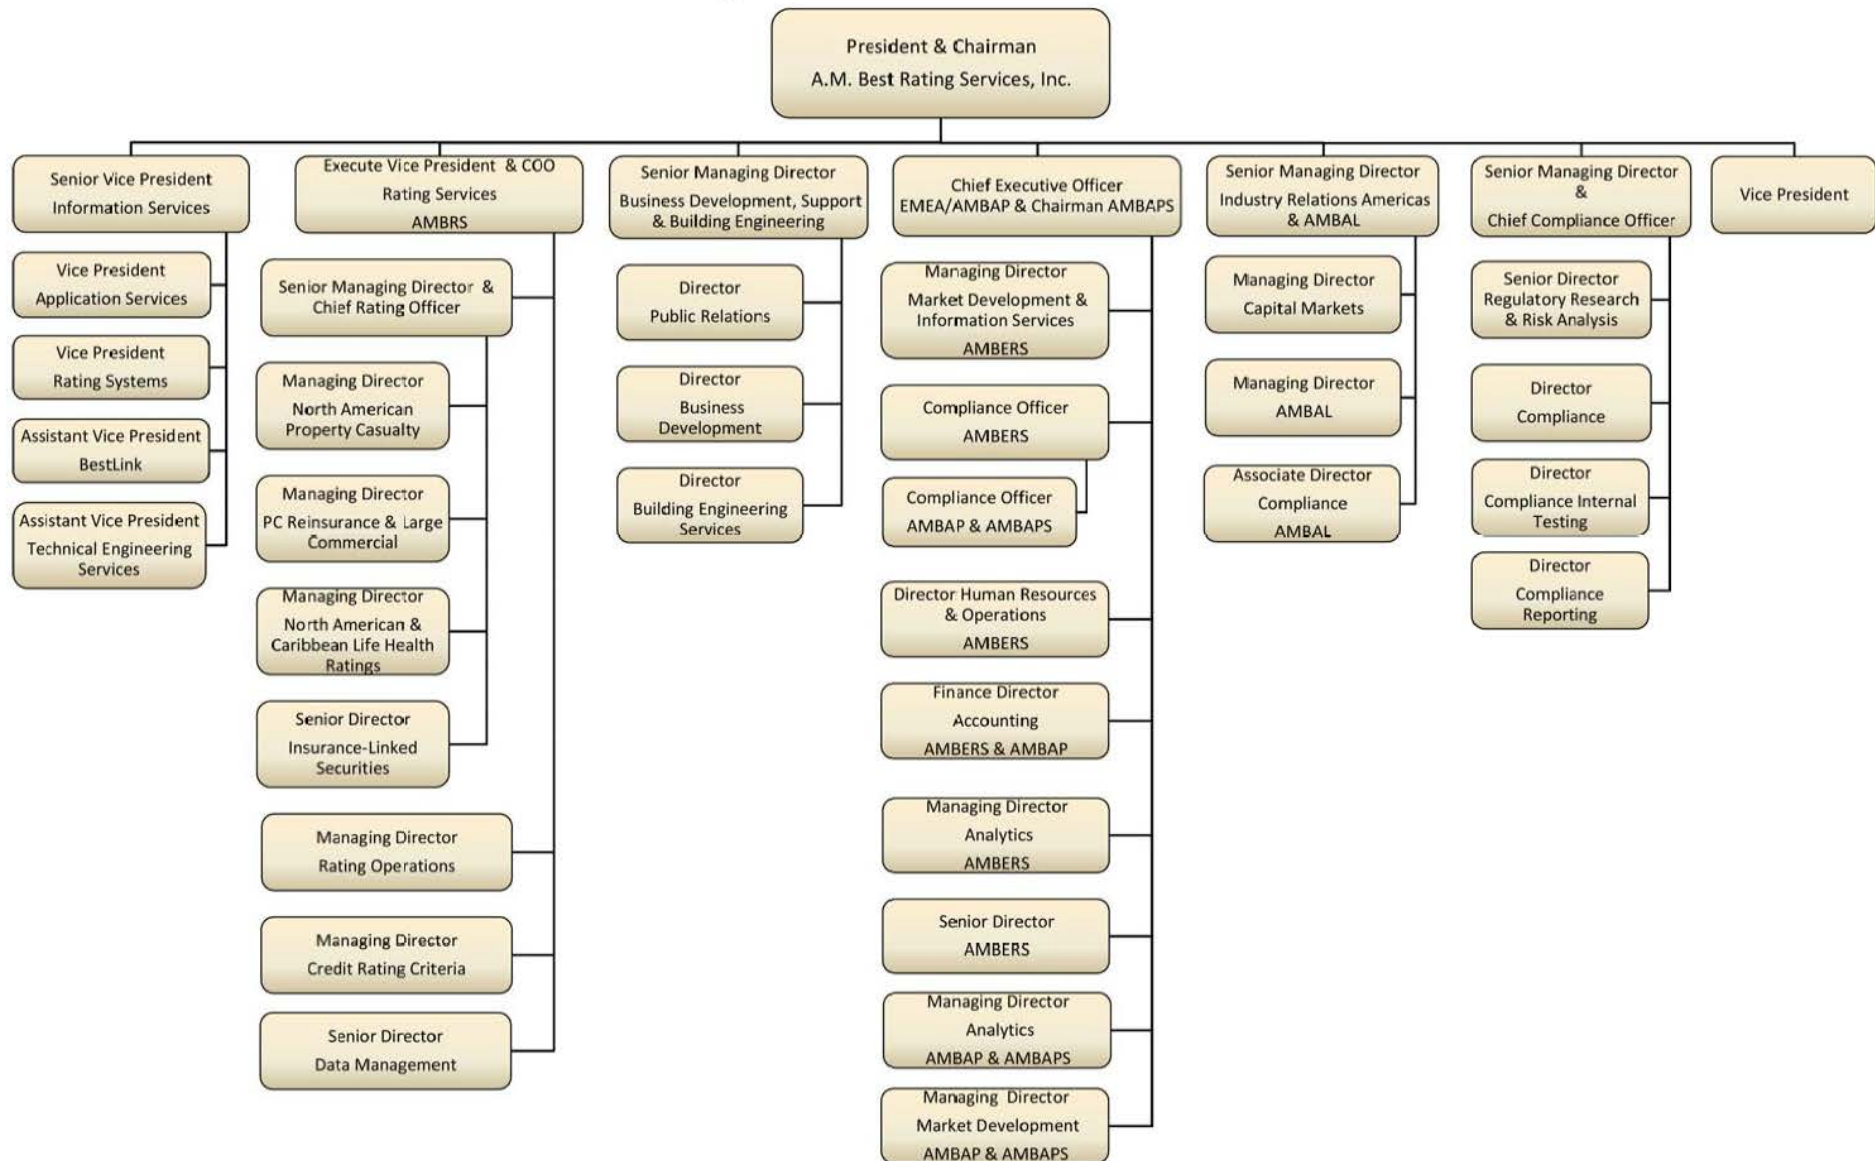 President & Chairman
A.M. Best Rating Services, Inc.
Senior Vice President
Information Services
Vice President
Application Services
Vice President
Rating Systems
Assistant Vice President
BestLink
Assistant Vice President
Technical Engineering
Services
Execute Vice President & COO
Rating Services
AMBRS
Senior Managing Director &
Chief Rating Officer
Managing Director
North American
Property Casualty
Managing Director
PC Reinsurance & Large
Commercial
Managing Director
North American &
Caribbean Life Health
Ratings
Senior Director
Insurance-Linked
Securities
Managing Director
Rating Operations
Managing Director
Credit Rating Criteria
Senior Director
Data Management
Senior Managing Director
Business Development, Support
& Building Engineering
Director
Public Relations
Director
Business
Development
Director
Building Engineering
Services
Chief Executive Officer
EMEA/AMBAP & Chairman AMBAPS
Managing Director
Market Development &
Information Services
AMBERS
Compliance Officer
AMBERS
Compliance Officer
AMBAP & AMBAPS
Director Human Resources
& Operations
AMBERS
Finance Director
Accounting
AMBERS & AMBAP
Managing Director
Analytics
AMBERS
Senior Director
AMBERS
Managing Director
Analytics
AMBAP & AMBAPS
Managing Director
Market Development
AMBAP & AMBAPS
Senior Managing Director
Industry Relations Americas
& AMBAL
Managing Director
Capital Markets
Managing Director
AMBAL
Associate Director
Compliance
AMBAL
Senior Managing Director
&
Chief Compliance Officer
Senior Director
Regulatory Research
& Risk Analysis
Director
Compliance
Director
Compliance Internal
Testing
Director
Compliance
Reporting
Vice President